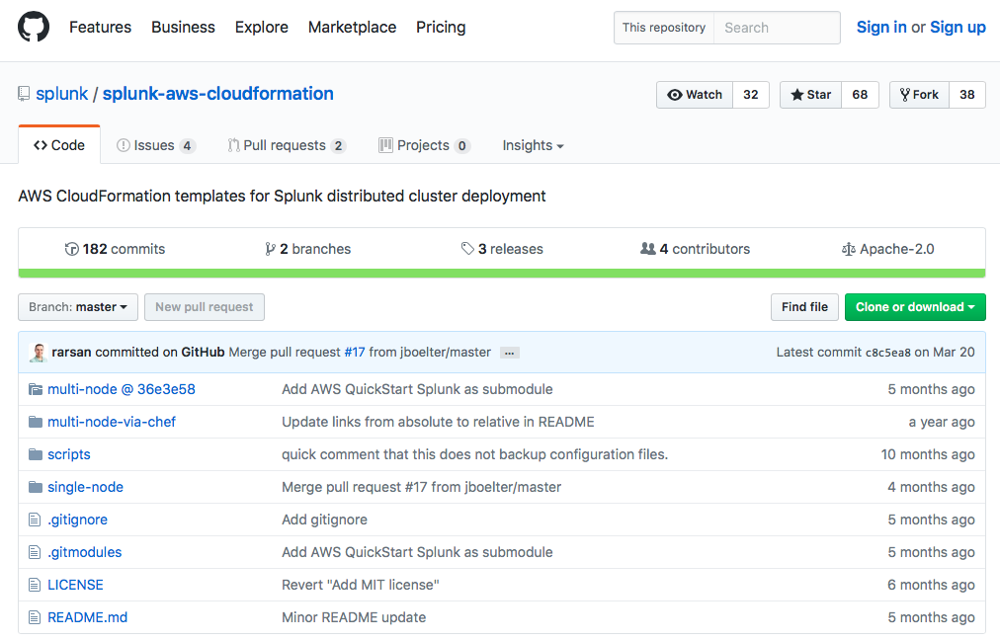 Features Business Explore Marketplace Pricing This repository Search Sign in or Sign up
splunk / splunk-aws-cloudformation Watch 32 Star 68 Fork 38
Code Issues 4 Pull requests 2 Projects 0 Insights
AWS CloudFormation templates for Splunk distributed cluster deployment
182 commits 2 branches 3 releases 4 contributors Apache-2.0
Branch: master New pull request Find file Clone or download
rarsan committed on GitHub Merge pull request #17 from jboelter/master ... Latest commit c8c5ea8 on Mar 20
multi-node @ 36e3e58 Add AWS QuickStart Splunk as submodule 5 months ago
multi-node-via-chef Update links from absolute to relative in README a year ago
scripts quick comment that this does not backup configuration files. 10 months ago
single-node Merge pull request #17 from jboelter/master 4 months ago
.gitignore Add gitignore 5 months ago
.gitmodules Add AWS QuickStart Splunk as submodule 5 months ago
LICENSE Revert "Add MIT license" 6 months ago
README.md Minor README update 5 months ago